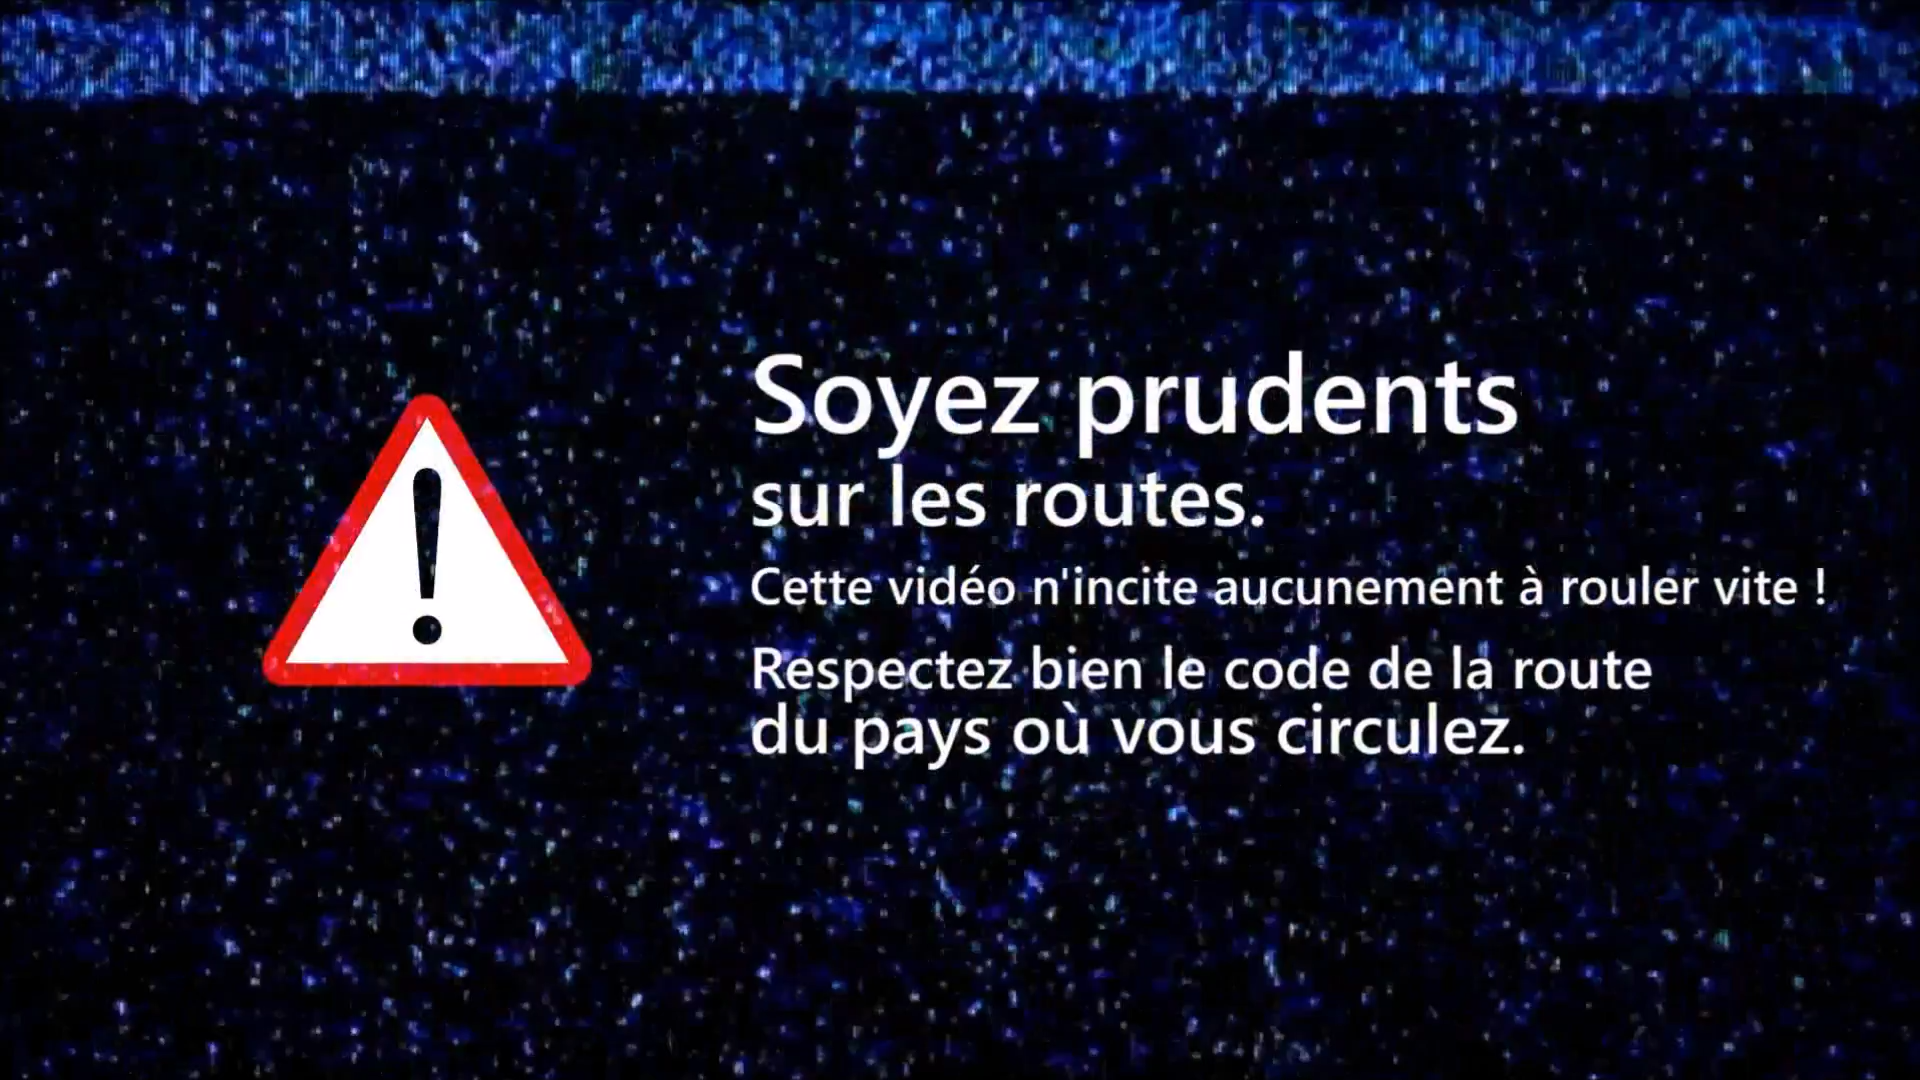 Soyez prudents
sur les routes.
Cette vidéo n'incite aucunement à rouler vite !
Respectez bien le code de la route
du pays où vous circulez.